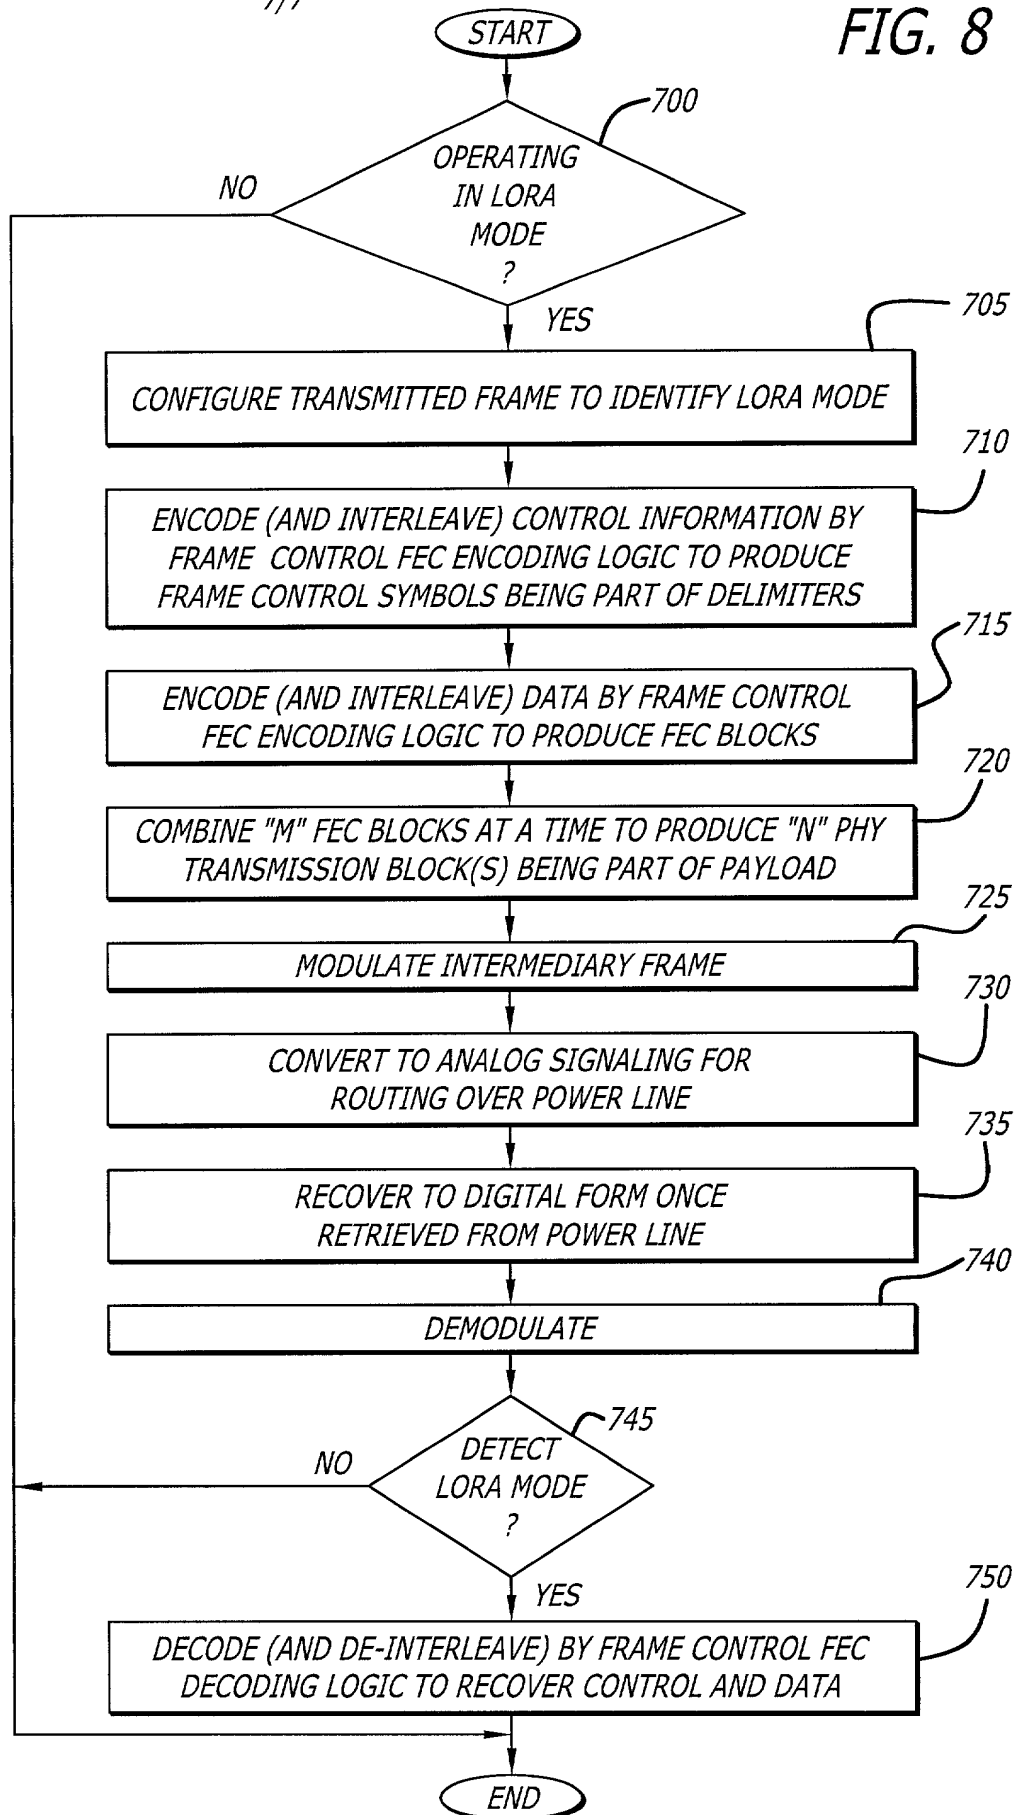 START
FIG. 8
700
OPERATING
IN LORA
MODE
?
NO
YES
705
CONFIGURE TRANSMITTED FRAME TO IDENTIFY LORA MODE
710
ENCODE (AND INTERLEAVE) CONTROL INFORMATION BY
FRAME CONTROL FEC ENCODING LOGIC TO PRODUCE
FRAME CONTROL SYMBOLS BEING PART OF DELIMITERS
715
ENCODE (AND INTERLEAVE) DATA BY FRAME CONTROL
FEC ENCODING LOGIC TO PRODUCE FEC BLOCKS
720
COMBINE "M" FEC BLOCKS AT A TIME TO PRODUCE "N" PHY
TRANSMISSION BLOCK(S) BEING PART OF PAYLOAD
725
MODULATE INTERMEDIARY FRAME
730
CONVERT TO ANALOG SIGNALING FOR
ROUTING OVER POWER LINE
735
RECOVER TO DIGITAL FORM ONCE
RETRIEVED FROM POWER LINE
740
DEMODULATE
745
DETECT
LORA MODE
?
NO
YES
750
DECODE (AND DE-INTERLEAVE) BY FRAME CONTROL FEC
DECODING LOGIC TO RECOVER CONTROL AND DATA
END